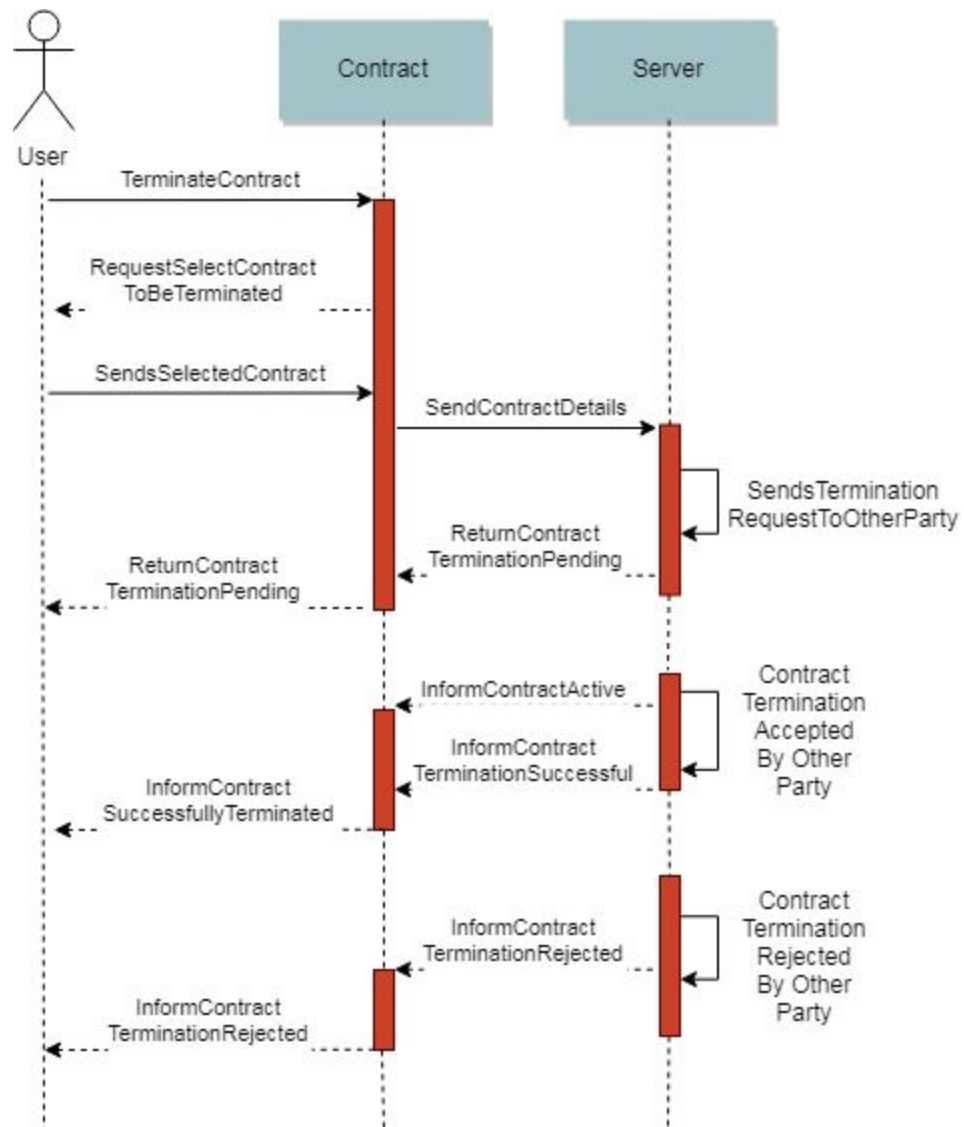 Contract
Server
User
TerminateContract
RequestSelectContract
ToBeTerminated
SendsSelectedContract
SendContractDetails
SendsTermination
RequestToOtherParty
ReturnContract
TerminationPending
ReturnContract
TerminationPending
Contract
Termination
Accepted
By Other
Party
InformContractActive
InformContract
TerminationSuccessful
InformContract
SuccessfullyTerminated
Contract
Termination
Rejected
By Other
Party
InformContract
TerminationRejected
InformContract
TerminationRejected